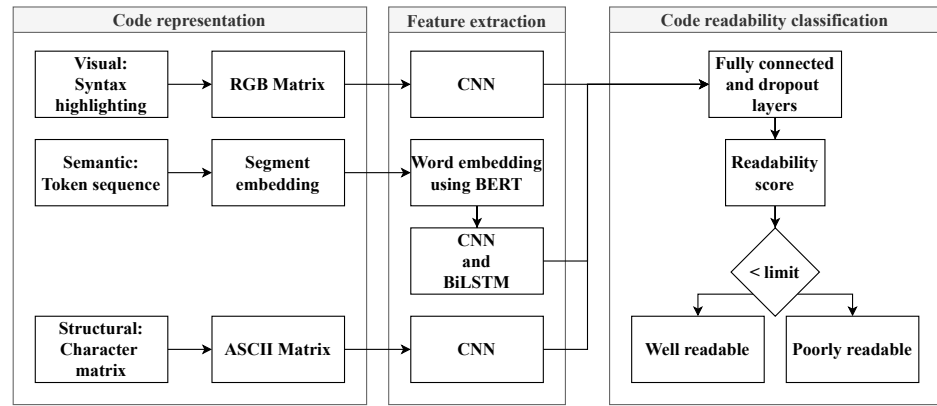 Code representation
Feature extraction
Code readability classification
Visual:
Syntax
highlighting
RGB Matrix
CNN
Fully connected
and dropout
layers
Semantic:
Token sequence
Segment
embedding
Word embedding
using BERT
Readability
score
CNN
and
BiLSTM
< limit
Structural:
Character
matrix
ASCII Matrix
CNN
Well readable
Poorly readable